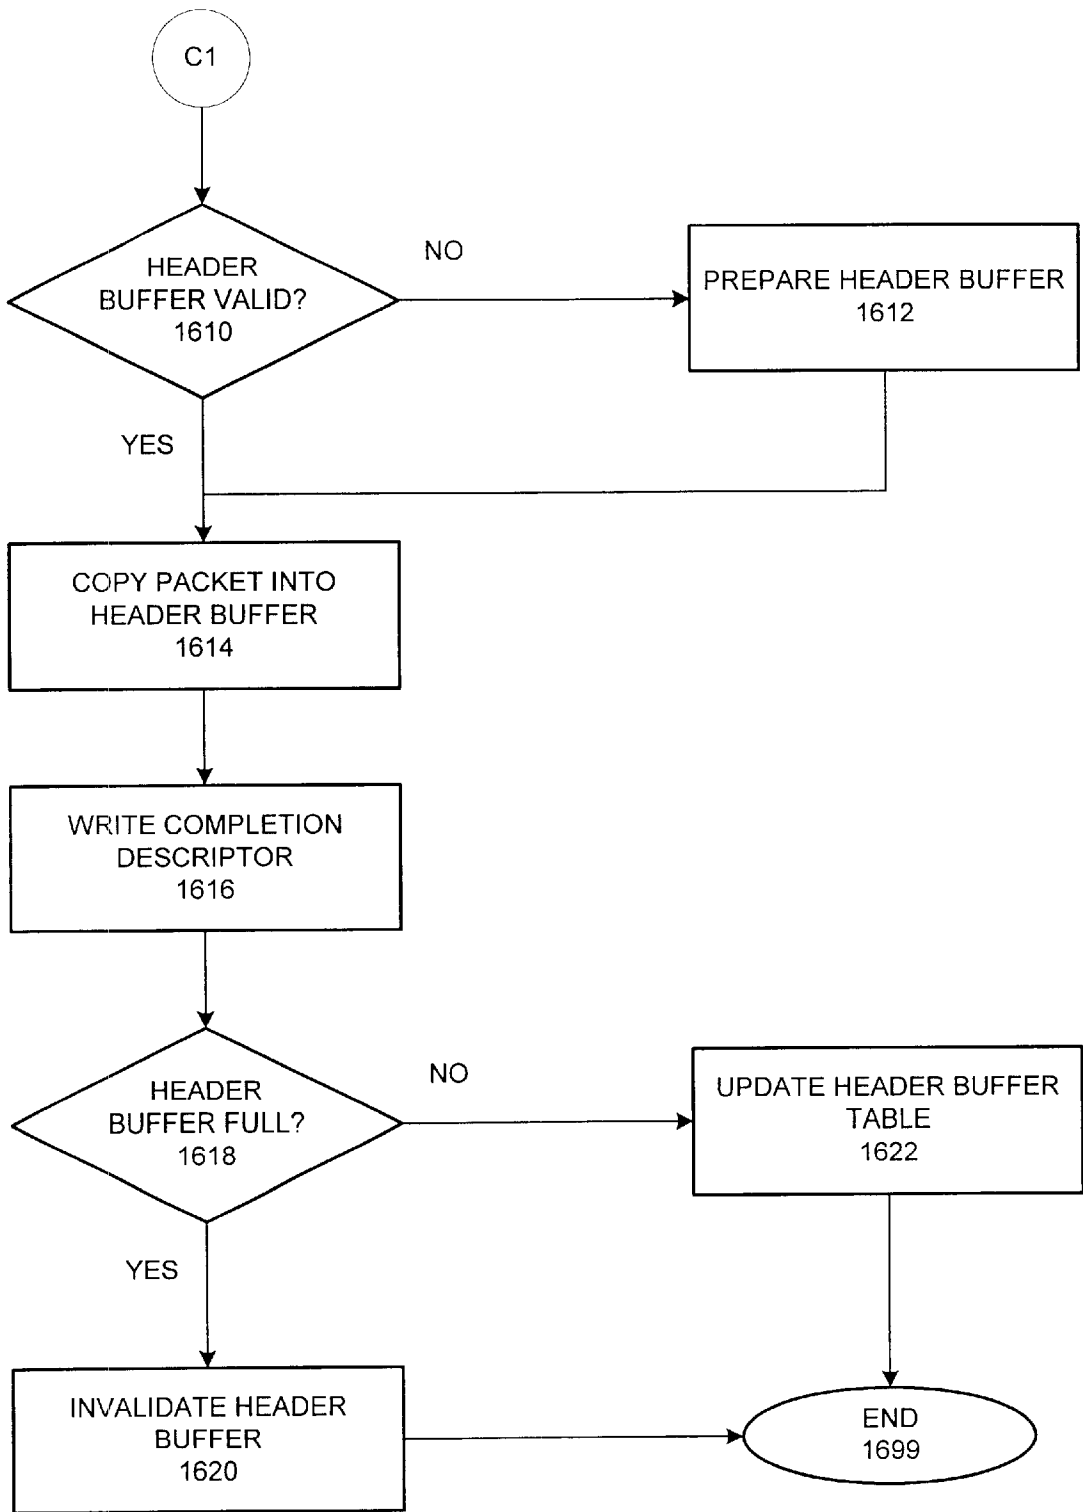 C1
HEADER
BUFFER VALID?
1610
NO
PREPARE HEADER BUFFER
1612
YES
COPY PACKET INTO
HEADER BUFFER
1614
WRITE COMPLETION
DESCRIPTOR
1616
HEADER
BUFFER FULL?
1618
NO
UPDATE HEADER BUFFER
TABLE
1622
YES
INVALIDATE HEADER
BUFFER
1620
END
1699